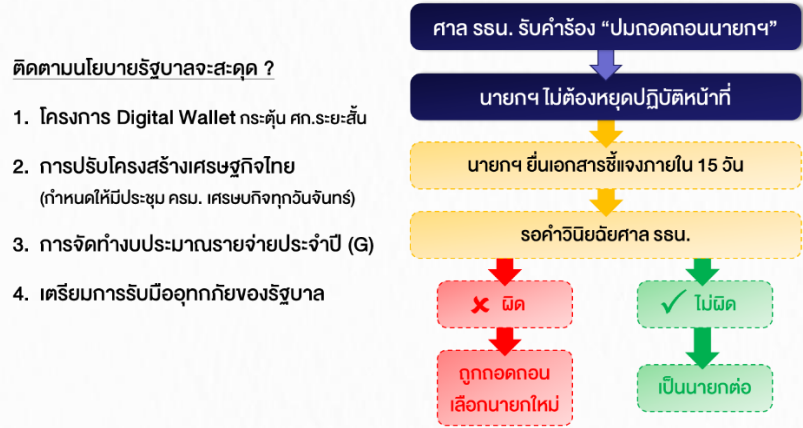 ติดตามนโยบายรัฐบาลจะสะดุด ?
1. โครงการ Digital Wallet กระตุ้น ศก.ระยะสั้น
2. การปรับโครงสร้างเศรษฐกิจไทย
(กำหนดให้มีประชุม ครม. เศรษบกิจทุกวันจันทร์)
3. การจัดทำงบประมาณรายจ่ายประจำปี (G)
4. เตรียมการรับมืออุทกภัยของรัฐบาล
ศาล รธน. รับคำร้อง “ปมถอดถอนนายกฯ”
นายกฯ ไม่ต้องหยุดปฏิบัติหน้าที่
นายกฯ ยื่นเอกสารชี้แจงภายใน 15 วัน
รอคำวินิยฉัยศาล รธน.
✘ ผิด
✓ ไม่ผิด
ถูกถอดถอน
เลือกนายกใหม่
เป็นนายกต่อ